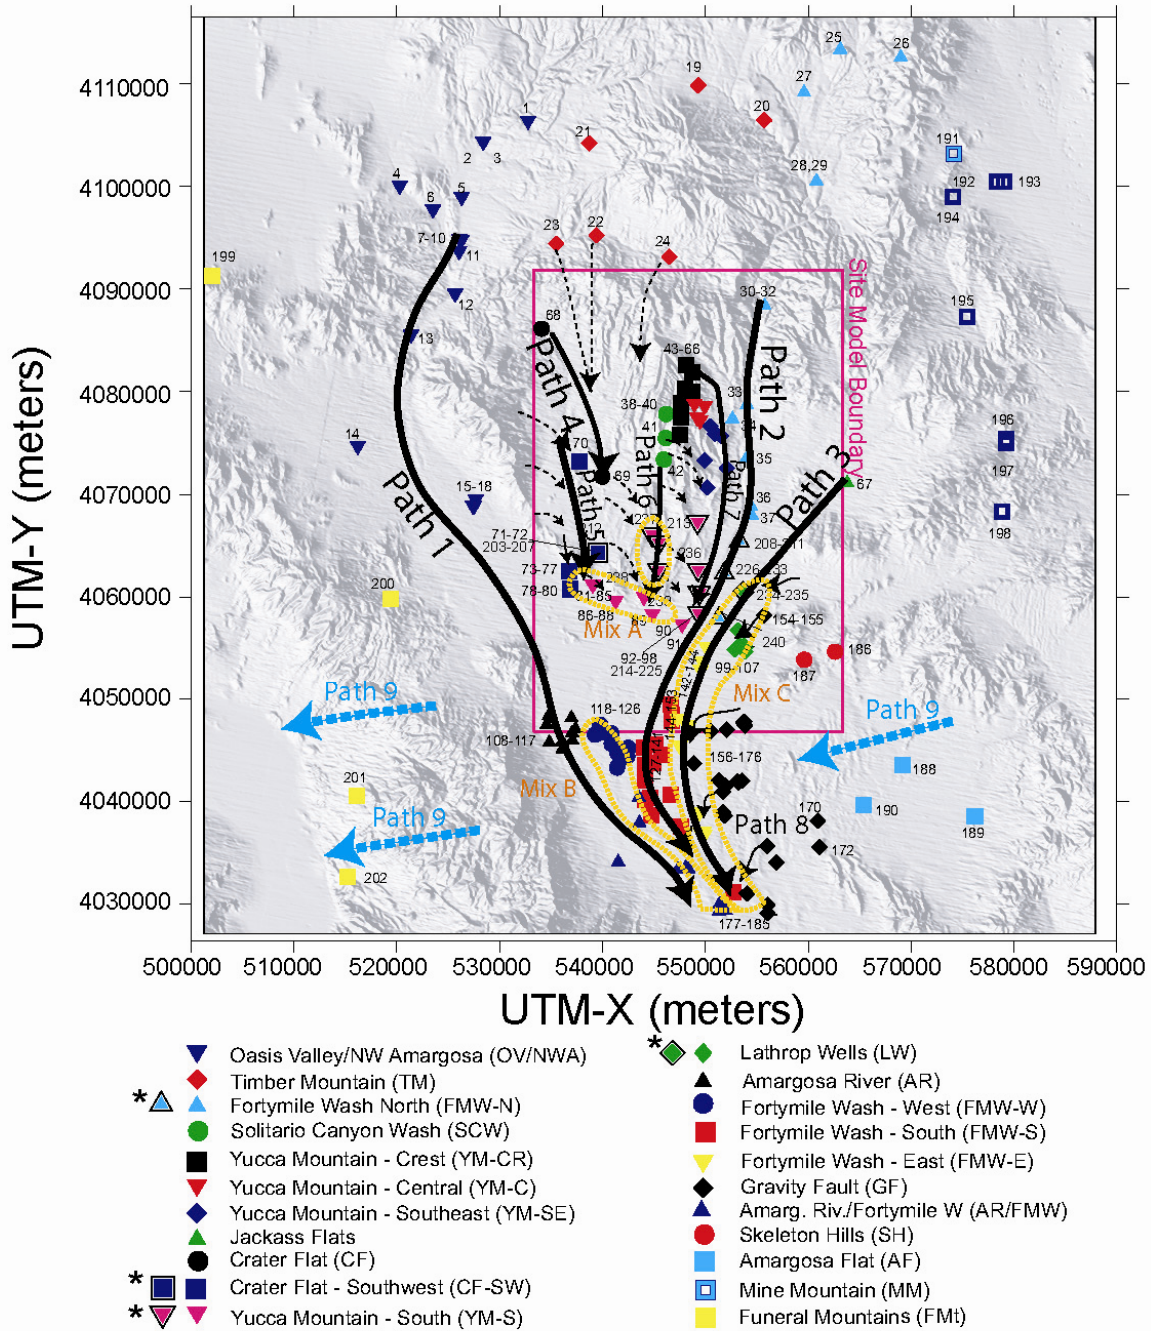 25
26
27
19
20
1
21
2
3
28,29
191
192
193
194
4
5
6
7-10
11
22
23
24
199
12
13
30-32
195
68
43-66
Path 4
Path 2
Site Model Boundary
33
38-40
34
41
14
70
Path 6
42
35
Path 7
Path 3
196
197
69
67
15-18
Path 1
Path 5
36
37
198
212
213
71-72
203-207
236
208-211
73-77
78-80
226-233
234-235
200
81-85
86-88
89
90
91
154-155
Mix A
240
92-98
214-225
99-107
186
187
142-144
Mix C
Path 9
Path 9
118-126
108-117
127-141
156-176
188
Mix B
201
190
189
170
Path 9
Path 8
172
202
177-185
4110000
4100000
4090000
4080000
4070000
4060000
4050000
4040000
4030000
UTM-Y (meters)
500000 510000 520000 530000 540000 550000 560000 570000 580000 590000
UTM-X (meters)
Oasis Valley/NW Amargosa (OV/NWA)
Timber Mountain (TM)
* Fortymile Wash North (FMW-N)
Solitario Canyon Wash (SCW)
Yucca Mountain - Crest (YM-CR)
Yucca Mountain - Central (YM-C)
Yucca Mountain - Southeast (YM-SE)
Jackass Flats
Crater Flat (CF)
* Crater Flat - Southwest (CF-SW)
* Yucca Mountain - South (YM-S)
* Lathrop Wells (LW)
Amargosa River (AR)
Fortymile Wash - West (FMW-W)
Fortymile Wash - South (FMW-S)
Fortymile Wash - East (FMW-E)
Gravity Fault (GF)
Amarg. Riv./Fortymile W (AR/FMW)
Skeleton Hills (SH)
Amargosa Flat (AF)
Mine Mountain (MM)
Funeral Mountains (FMt)